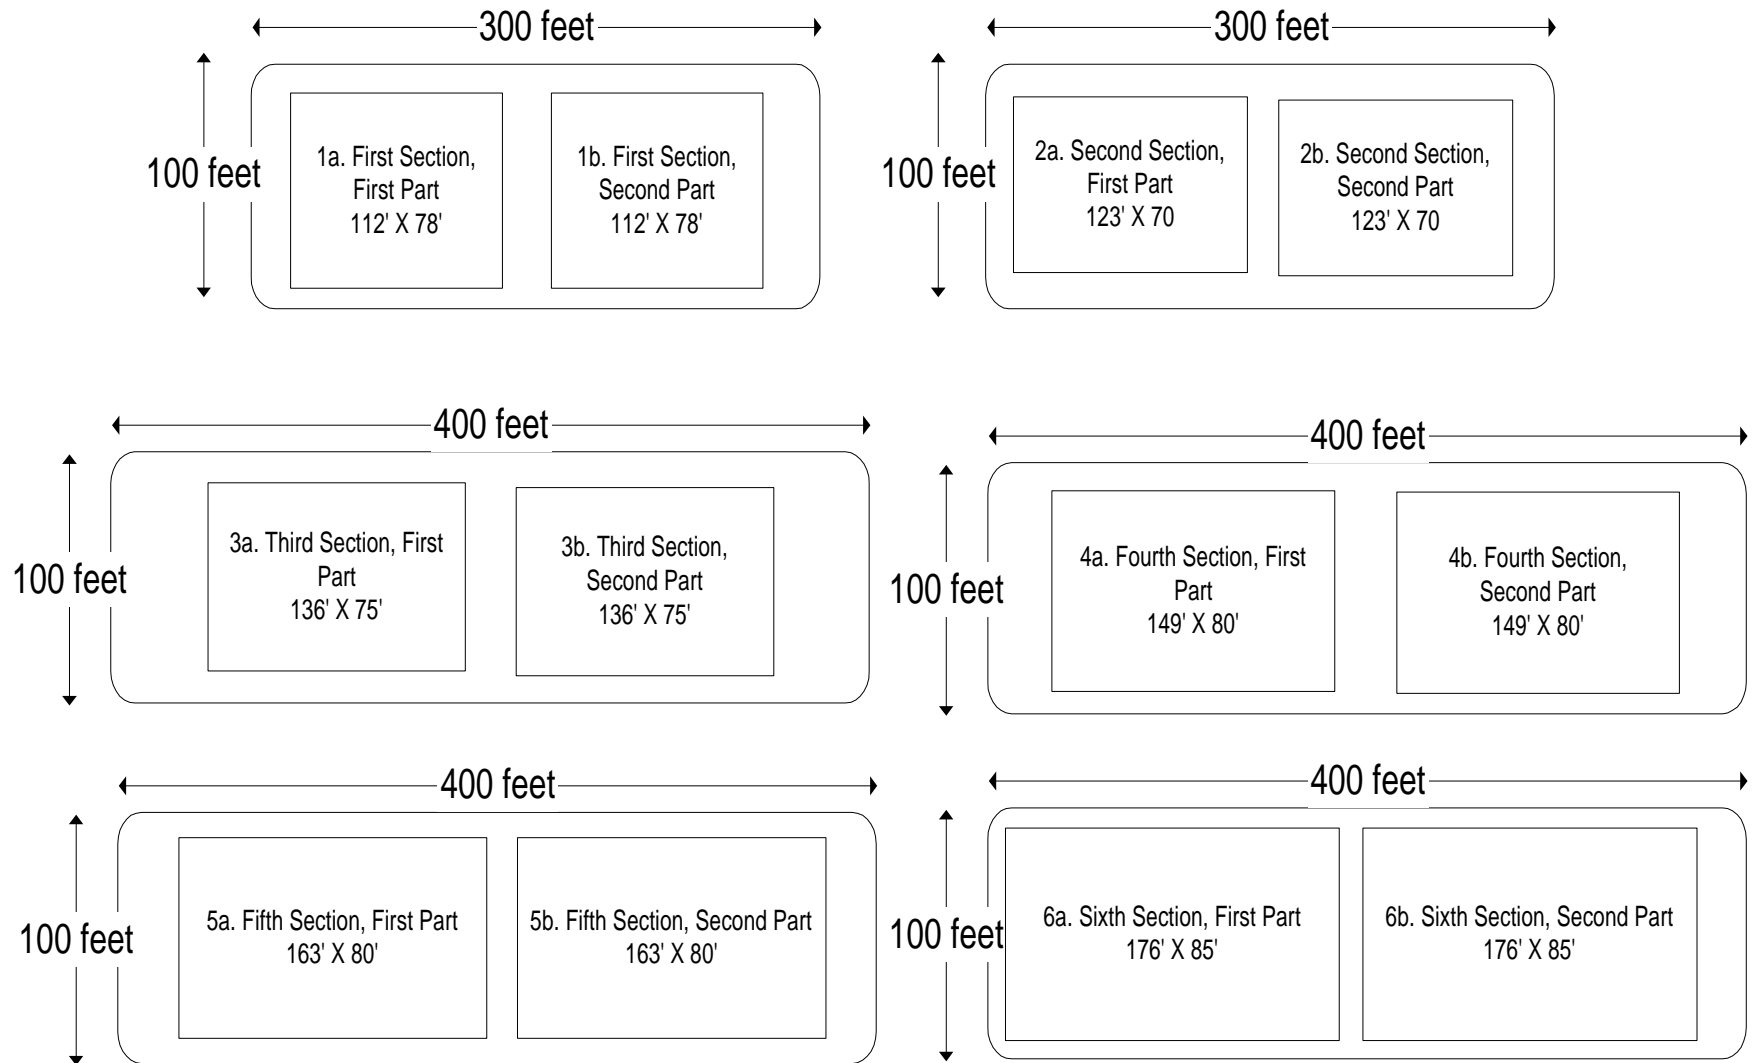 300 feet
300 feet
100 feet
1a. First Section,
First Part
112' X 78'
1b. First Section,
Second Part
112' X 78'
100 feet
2a. Second Section,
First Part
123' X 70
2b. Second Section,
Second Part
123' X 70
400 feet
400 feet
100 feet
3a. Third Section, First
Part
136' X 75'
3b. Third Section,
Second Part
136' X 75'
100 feet
4a. Fourth Section, First
Part
149' X 80'
4b. Fourth Section,
Second Part
149' X 80'
400 feet
400 feet
100 feet
5a. Fifth Section, First Part
163' X 80'
5b. Fifth Section, Second Part
163' X 80'
100 feet
6a. Sixth Section, First Part
176' X 85'
6b. Sixth Section, Second Part
176' X 85'